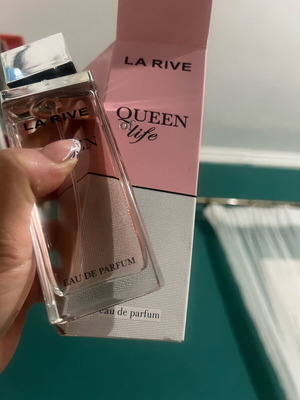 LA RIVE
QUEEN
of
life
eau de parfum
LA RIVE
EAU DE PARFUM